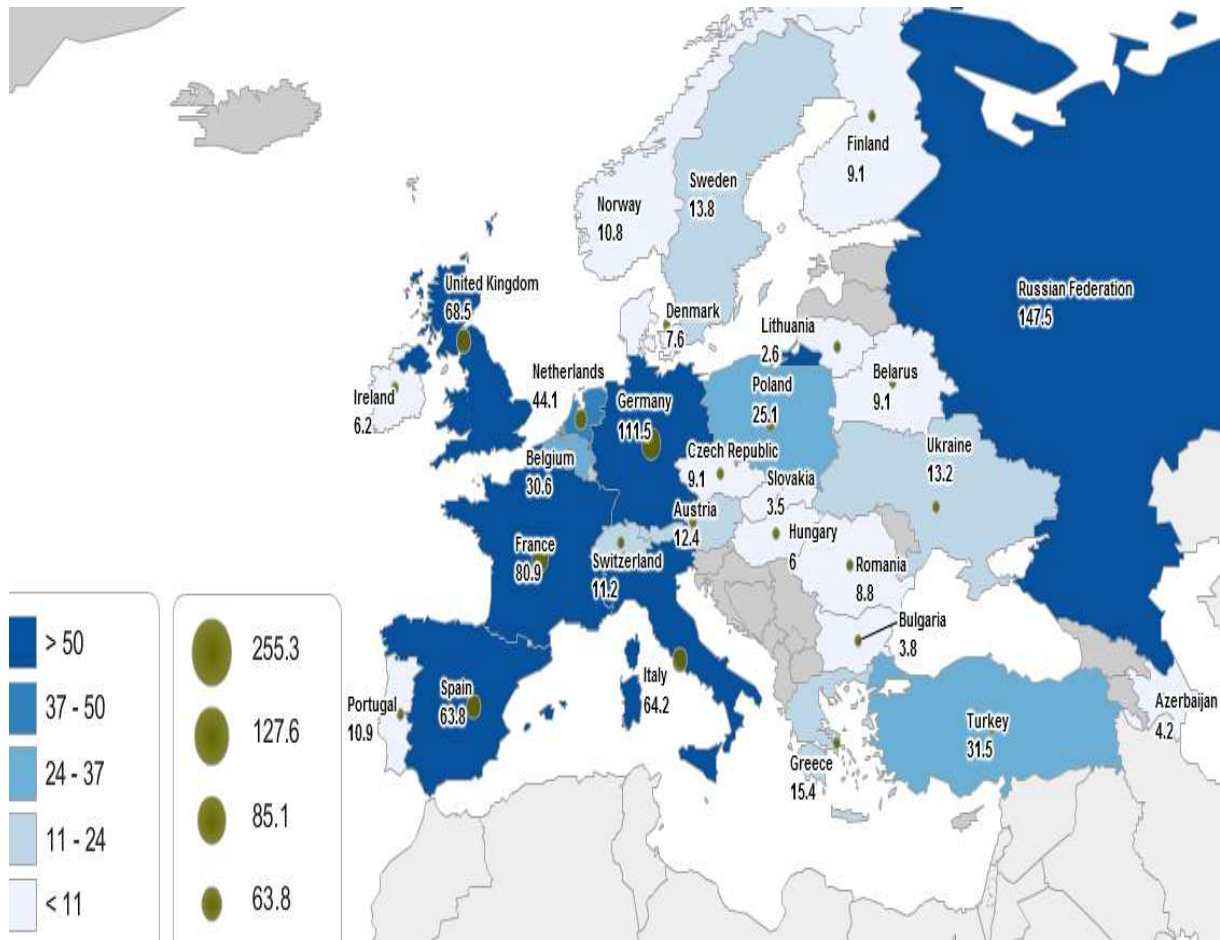 Finland
9.1
Sweden
13.8
Norway
10.8
United Kingdom
68.5
Russian Federation
147.5
Denmark
7.6
Lithuania
2.6
Netherlands
44.1
Belarus
9.1
Ireland
6.2
Germany
111.5
Poland
25.1
Belgium
30.6
Czech Republic
9.1
Ukraine
13.2
Slovakia
3.5
Austria
12.4
Hungary
6
France
80.9
Switzerland
11.2
Romania
8.8
Bulgaria
3.8
Italy
64.2
Spain
63.8
Portugal
10.9
Azerbaijan
4.2
Turkey
31.5
Greece
15.4
> 50
37 - 50
24 - 37
11 - 24
< 11
255.3
127.6
85.1
63.8